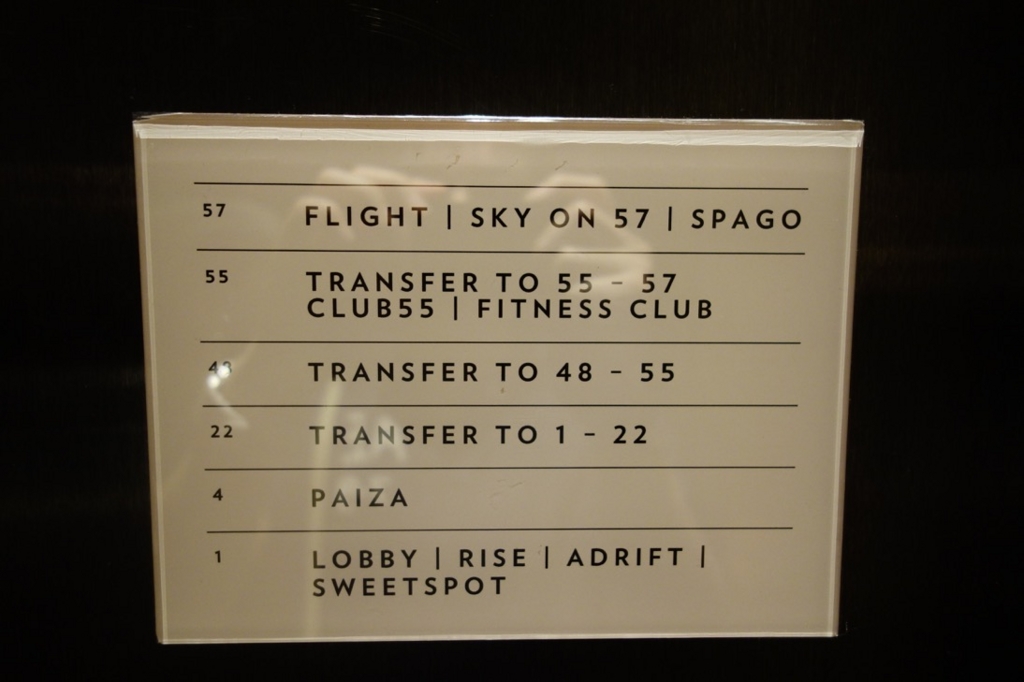 57 FLIGHT | SKY ON 57 | SPAGO
55 TRANSFER TO 55 – 57
CLUB55 | FITNESS CLUB
48 TRANSFER TO 48 – 55
22 TRANSFER TO 1 – 22
4 PAIZA
1 LOBBY | RISE | ADRIFT |
SWEETSPOT